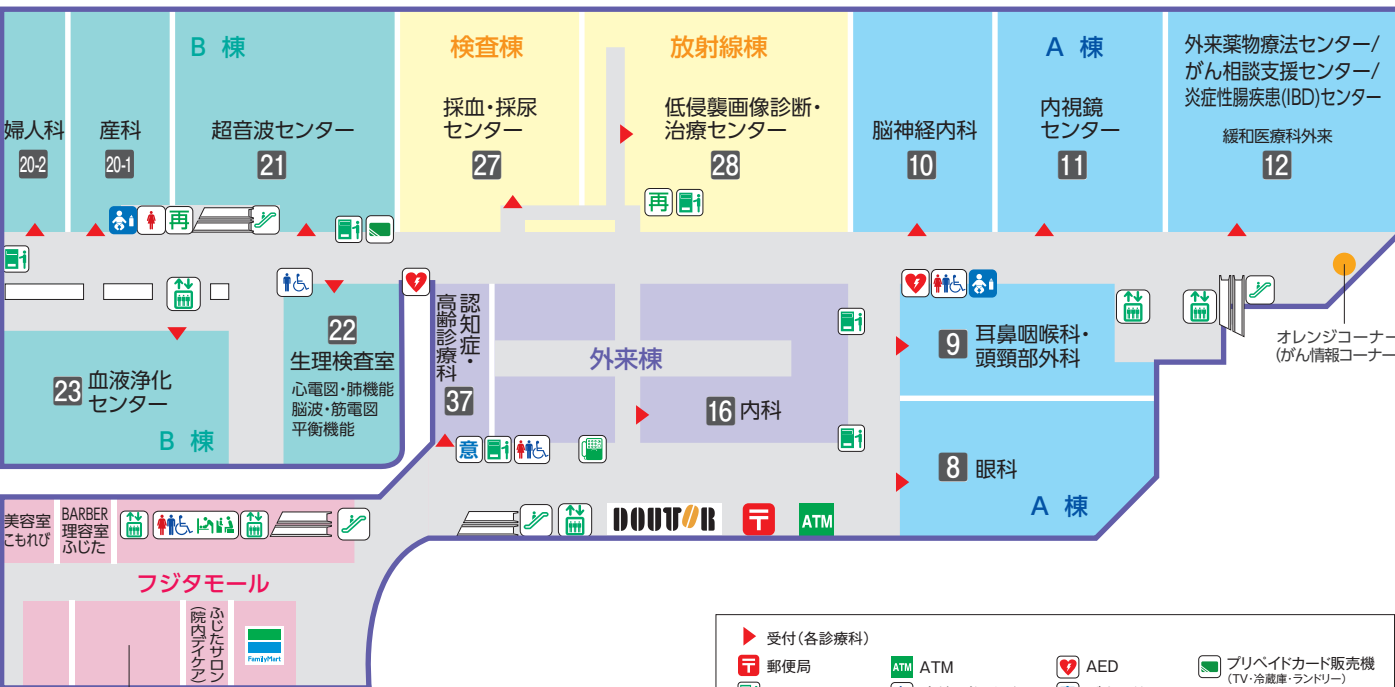 B 棟
検査棟
放射線棟
A 棟
外来薬物療法センター/
がん相談支援センター/
炎症性腸疾患(IBD)センター
緩和医療科外来
12
婦人科
20-2
産科
20-1
超音波センター
21
採血・採尿
センター
27
低侵襲画像診断・
治療センター
28
脳神経内科
10
内視鏡
センター
11
再
再
22
生理検査室
心電図・肺機能
脳波・筋電図
平衡機能
23
血液浄化
センター
B 棟
認知症・
高齢診療科
37
外来棟
16 内科
意
9
耳鼻咽喉科・
頭頸部外科
8 眼科
A 棟
オレンジコーナー
(がん情報コーナー
DOUTOR
〒
ATM
美容室
こもれび
BARBER
理容室
ふじた
フジタモール
ふじたサロン
(院内デイケア)
FamilyMart
受付(各診療科)
〒 郵便局
ATM ATM
AED
プリペイドカード販売機
(TV・冷蔵庫・ランドリー)